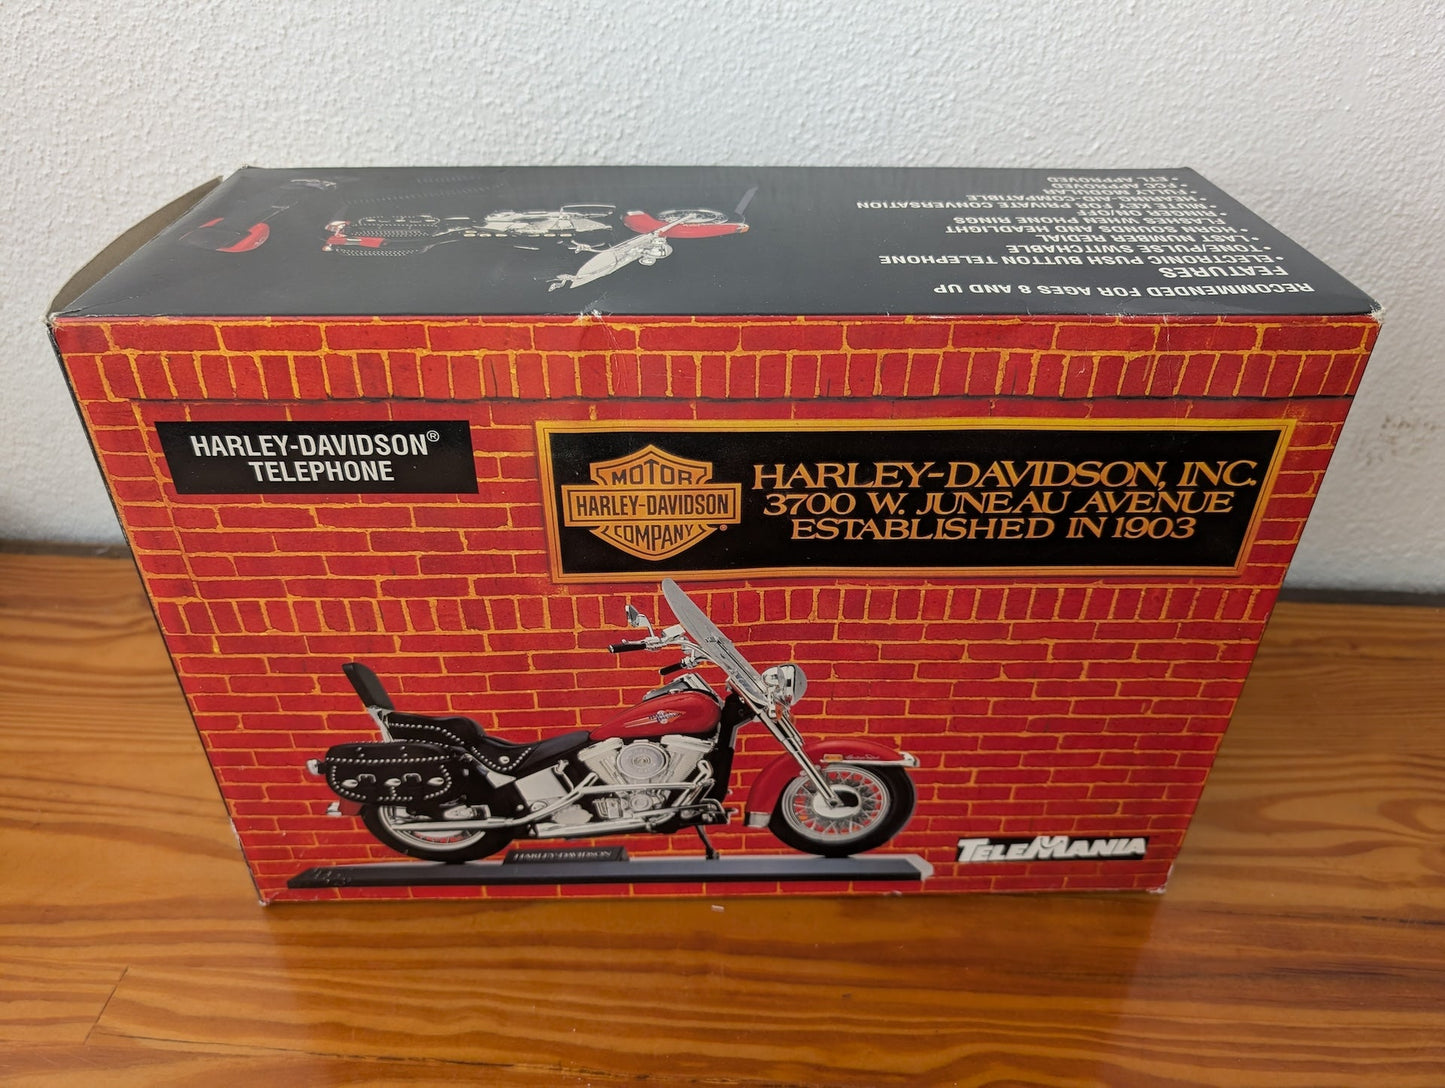 RECOMMENDED FOR AGES 8 AND UP
FEATURES
• ELECTRONIC PUSH BUTTON TELEPHONE
• TONE/PULSE SWITCHABLE
• LAST NUMBER REDIAL
• HORN SOUNDS AND HEADLIGHT
FLASHES WHEN PHONE RINGS
• RINGER ON/OFF
• MUTE KEY FOR PRIVATE CONVERSATION
• HEARING AID COMPATIBLE
• FULLY MODULAR
• FCC APPROVED
• ETL APPROVED
HARLEY-DAVIDSON®
TELEPHONE
MOTOR
HARLEY-DAVIDSON
COMPANY ®
HARLEY-DAVIDSON, INC.
3700 W. JUNEAU AVENUE
ESTABLISHED IN 1903
HARLEY-DAVIDSON
TELEMANIA